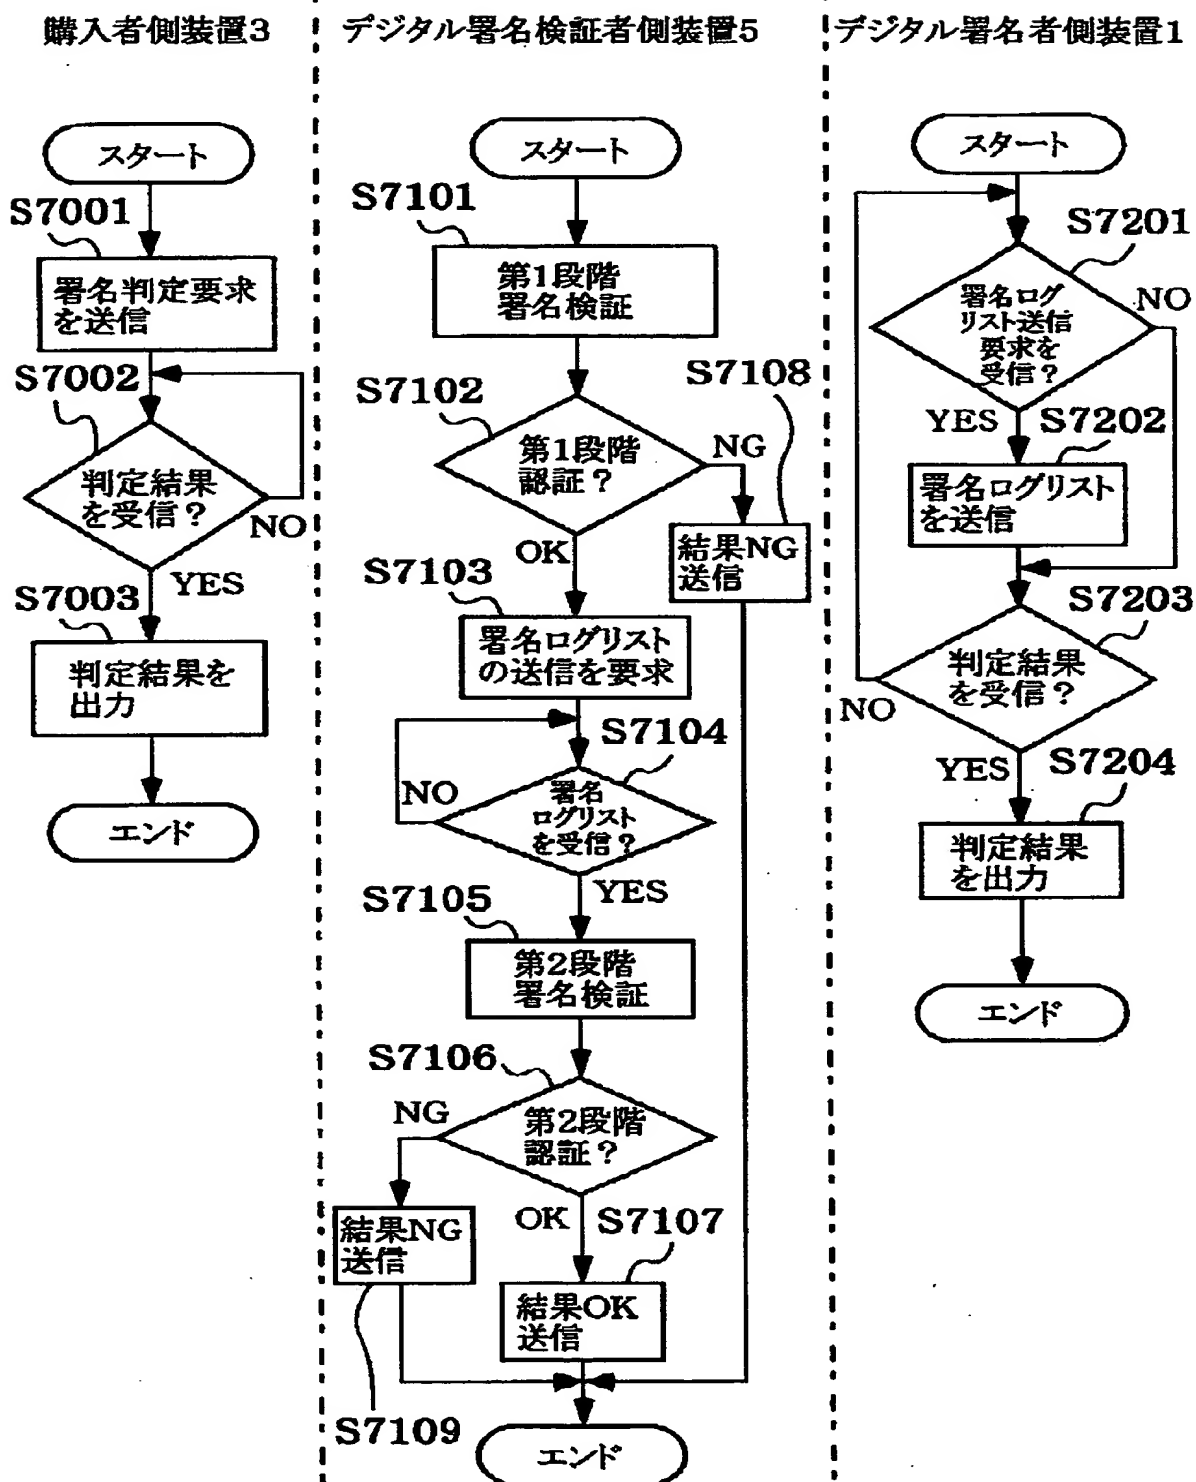 購入者側装置3
スタート
S7001
署名判定要求
を送信
S7002
判定結果
を受信？
NO
YES
S7003
判定結果を
出力
エンド
デジタル署名検証者側装置5
スタート
S7101
第1段階
署名検証
S7102
第1段階
認証？
NG
S7108
結果NG
送信
OK
S7103
署名ログリスト
の送信を要求
S7104
署名
ログリスト
を受信？
NO
YES
S7105
第2段階
署名検証
S7106
第2段階
認証？
NG
結果NG
送信
S7109
OK
S7107
結果OK
送信
エンド
デジタル署名者側装置1
スタート
S7201
署名ログ
リスト送信
要求を
受信？
NO
YES
S7202
署名ログリスト
を送信
S7203
判定結果
を受信？
NO
YES
S7204
判定結果
を出力
エンド